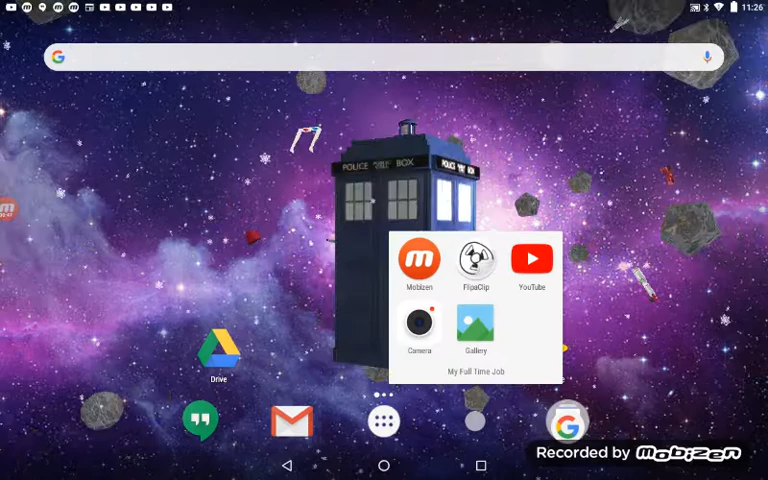 11:26
POLICE BOX
POLICE BOX
Mobizen
FlipaClip
YouTube
Camera
Gallery
Drive
My Full Time Job
Recorded by Mobizen